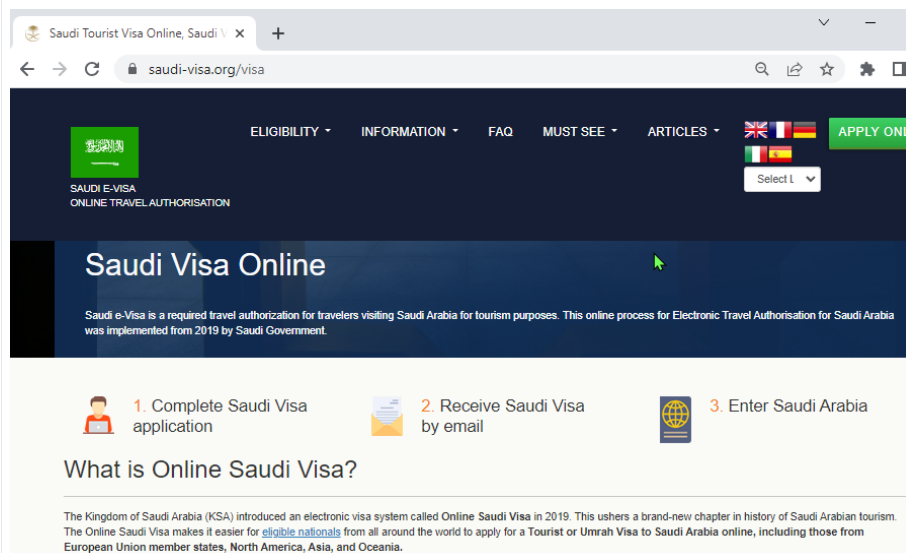 Saudi Tourist Visa Online, Saudi V
saudi-visa.org/visa
ELIGIBILITY INFORMATION FAQ MUST SEE ARTICLES APPLY ONL
Select L
SAUDI E-VISA
ONLINE TRAVEL AUTHORISATION
Saudi Visa Online
Saudi e-Visa is a required travel authorization for travelers visiting Saudi Arabia for tourism purposes. This online process for Electronic Travel Authorisation for Saudi Arabia
was implemented from 2019 by Saudi Government.
1. Complete Saudi Visa
application
2. Receive Saudi Visa
by email
3. Enter Saudi Arabia
What is Online Saudi Visa?
The Kingdom of Saudi Arabia (KSA) introduced an electronic visa system called Online Saudi Visa in 2019. This ushers a brand-new chapter in history of Saudi Arabian tourism.
The Online Saudi Visa makes it easier for eligible nationals from all around the world to apply for a Tourist or Umrah Visa to Saudi Arabia online, including those from
European Union member states, North America, Asia, and Oceania.